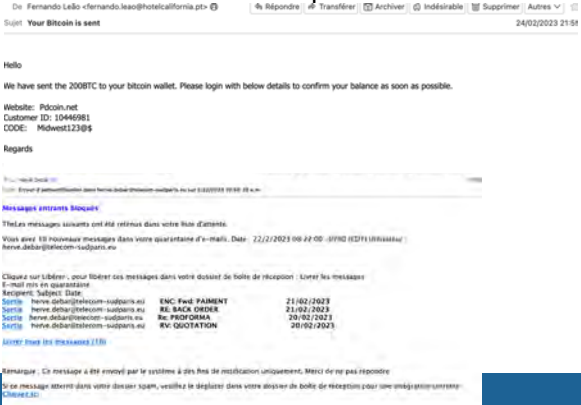 De Fernando Leão <fernando.leao@hotelcalifornia.pt>
Répondre Transférer Archiver Indésirable Supprimer Autres
Sujet Your Bitcoin is sent
24/02/2023 21:5
Hello
We have sent the 200BTC to your bitcoin wallet. Please login with below details to confirm your balance as soon as possible.
Website: Pdcoin.net
Customer ID: 10446981
CODE: Midwest123@$
Regards
Messages entrants bloqués
TheLes messages suivants ont été retenus dans votre liste d'attente.
Vous avez 10 nouveaux messages dans votre quarantaine d'e-mails. Date: 22/2/2023
herve.debar@telecom-sudparis.eu
Cliquez sur Libérer, pour libérer ces messages dans votre dossier de boîte de réception : Livrer les messages
E-mail mis en quarantaine
Recipient: Subject: Date:
Sortie herve.debar@telecom-sudparis.eu ENC: Fwd: PAIMENT 21/02/2023
Sortie herve.debar@telecom-sudparis.eu RE: BACK ORDER 21/02/2023
Sortie herve.debar@telecom-sudparis.eu Re: PROFORMA 20/02/2023
Sortie herve.debar@telecom-sudparis.eu RV: QUOTATION 20/02/2023
Livrer tous les messages (10)
Remarque : Ce message a été envoyé par le système à des fins de notification uniquement. Merci de ne pas répondre
Si ce message atterrit dans votre dossier spam, veuillez le déplacer dans votre dossier de boîte de réception pour une intégration correcte
Cliquez ici